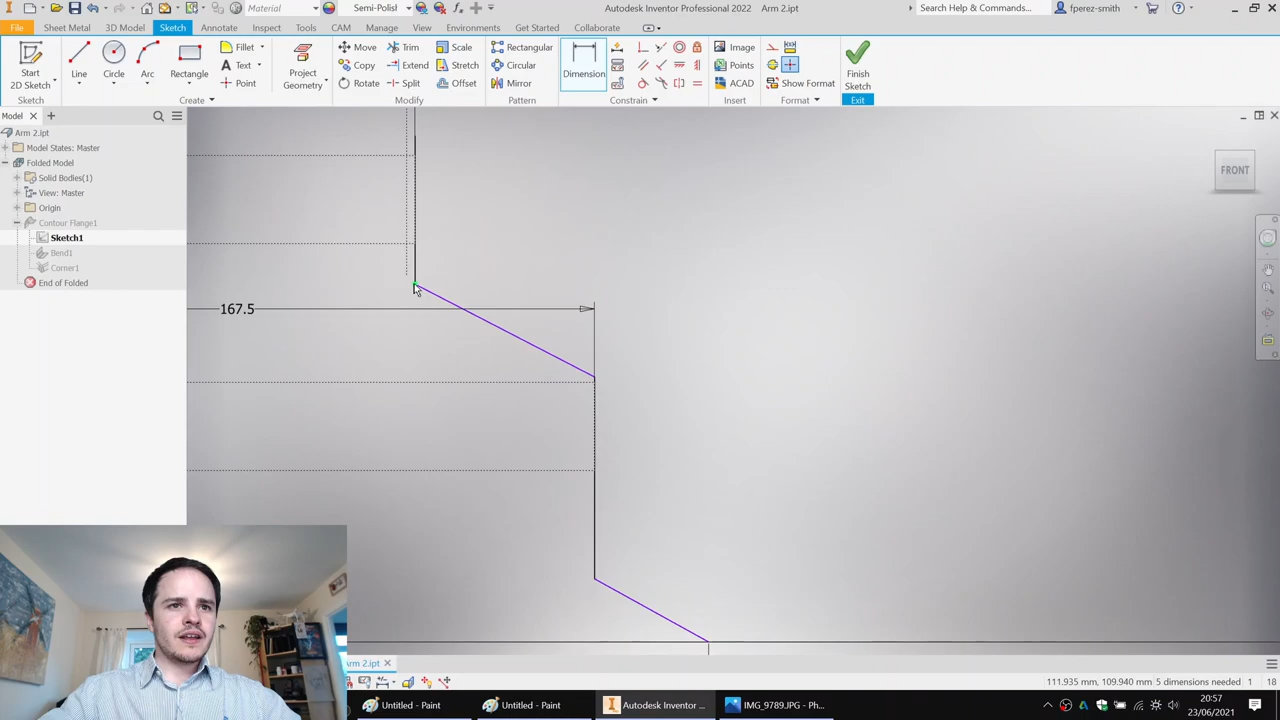 Material
Semi-Polish
Autodesk Inventor Professional 2022 Arm 2.ipt
Search Help & Commands...
fperez-smith
File
Sheet Metal
3D Model
Sketch
Annotate
Inspect
Tools
CAM
Manage
View
Environments
Get Started
Collaborate
Start
2D Sketch
Line
Circle
Arc
Rectangle
Fillet
Text
Point
Project
Geometry
Move
Copy
Rotate
Trim
Extend
Split
Scale
Stretch
Offset
Rectangular
Circular
Mirror
Dimension
Image
Points
ACAD
Show Format
Finish
Sketch
Sketch
Create
Modify
Pattern
Constrain
Insert
Format
Exit
Model
Arm 2.ipt
Model States: Master
Folded Model
Solid Bodies(1)
View: Master
Origin
Contour Flange1
Sketch1
Bend1
Corner1
End of Folded
FRONT
167.5
Arm 2.ipt
111.935 mm, 109.940 mm 5 dimensions needed 1 18
Untitled - Paint
Untitled - Paint
Autodesk Inventor ...
IMG_9789.JPG - Ph...
20:57
23/06/2021